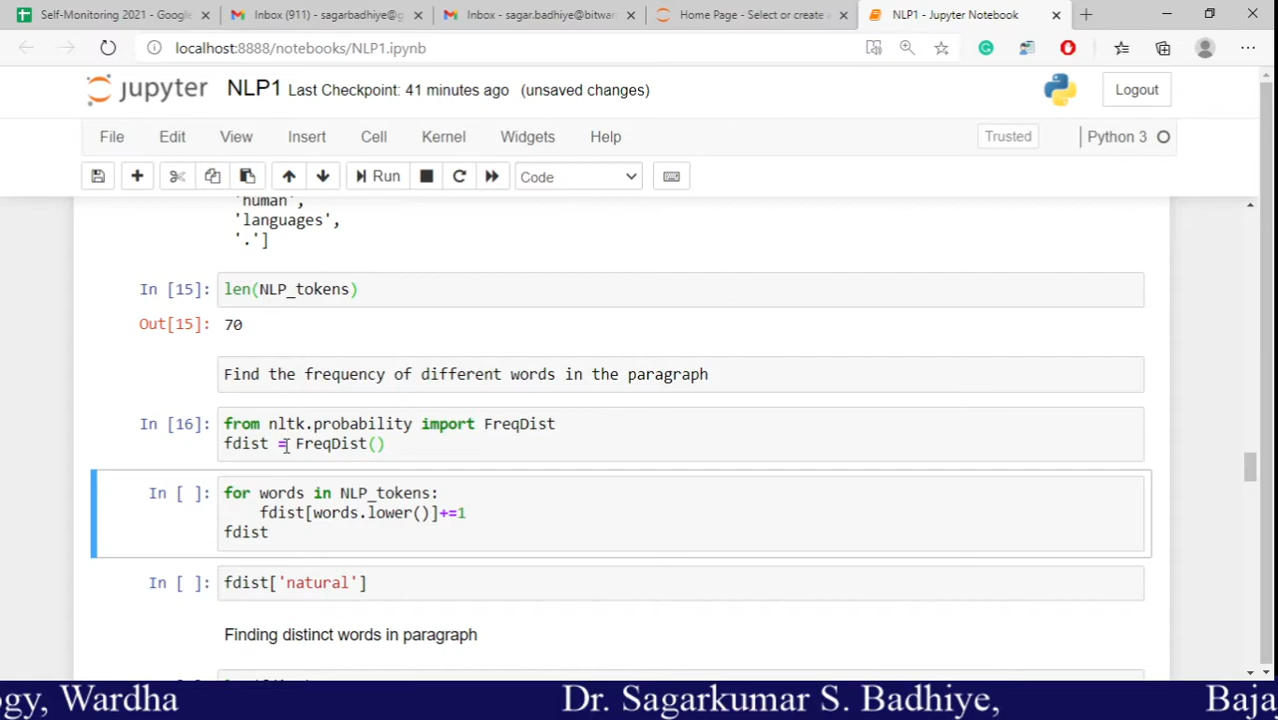 Self-Monitoring 2021 - Google
Inbox (911) - sagarbadhiye@g
Inbox - sagar.badhiye@bitwar
Home Page - Select or create a
NLP1 - Jupyter Notebook
localhost:8888/notebooks/NLP1.ipynb
jupyter NLP1 Last Checkpoint: 41 minutes ago (unsaved changes)
Logout
File Edit View Insert Cell Kernel Widgets Help
Trusted
Python 3
Run
Code
'human',
'languages',
'.']
In [15]: len(NLP_tokens)
Out[15]: 70
Find the frequency of different words in the paragraph
In [16]: from nltk.probability import FreqDist
fdist = FreqDist()
In [ ]: for words in NLP_tokens:
fdist[words.lower()]+=1
fdist
In [ ]: fdist['natural']
Finding distinct words in paragraph
ogy, Wardha Dr. Sagarkumar S. Badhiye, Baja